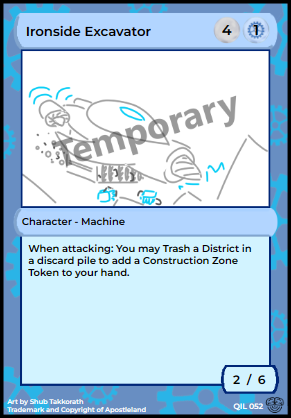 Ironside Excavator
4
1
Temporary
Character - Machine
When attacking: You may Trash a District in
a discard pile to add a Construction Zone
Token to your hand.
2 / 6
Art by Shub Takkorath
Trademark and Copyright of Apostleland
QIL 052